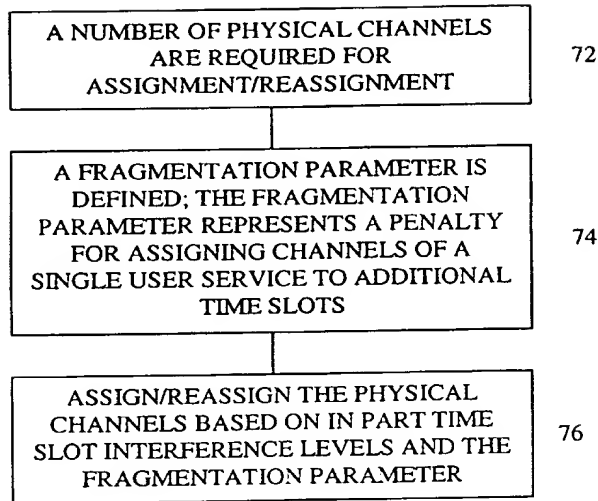 A NUMBER OF PHYSICAL CHANNELS
ARE REQUIRED FOR
ASSIGNMENT/REASSIGNMENT
72
A FRAGMENTATION PARAMETER IS
DEFINED; THE FRAGMENTATION
PARAMETER REPRESENTS A PENALTY
FOR ASSIGNING CHANNELS OF A
SINGLE USER SERVICE TO ADDITIONAL
TIME SLOTS
74
ASSIGN/REASSIGN THE PHYSICAL
CHANNELS BASED ON IN PART TIME
SLOT INTERFERENCE LEVELS AND THE
FRAGMENTATION PARAMETER
76